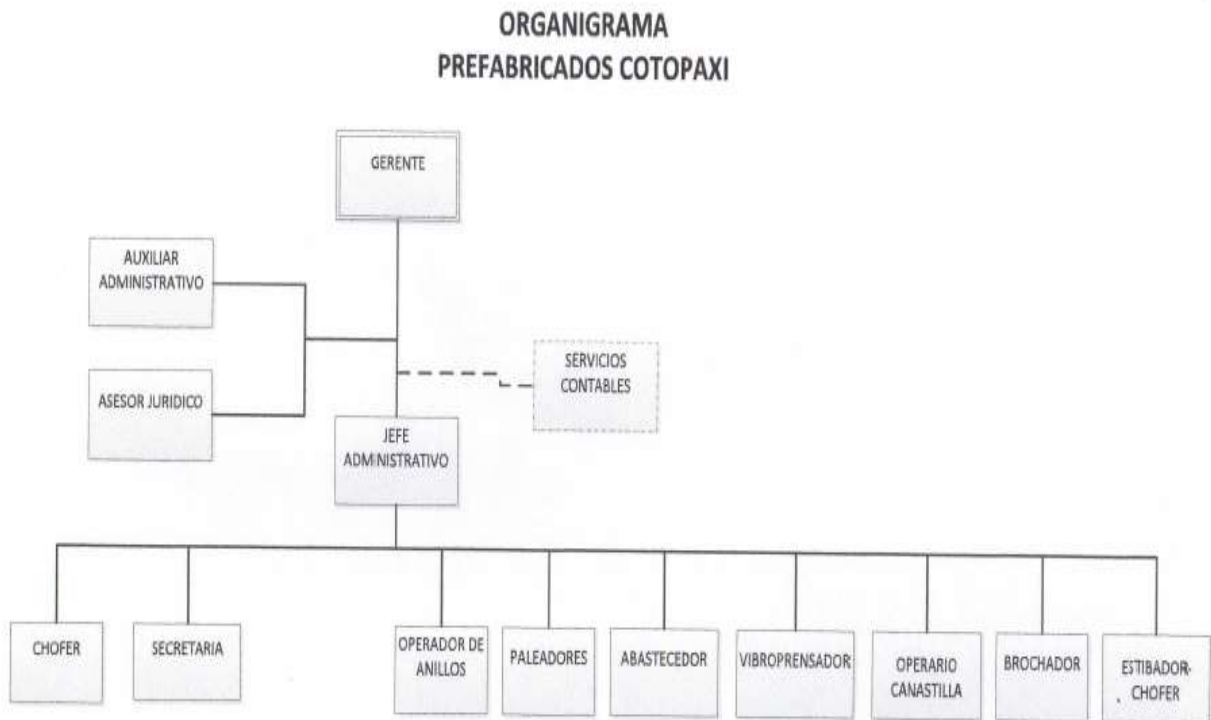 ORGANIGRAMA
PREFABRICADOS COTOPAXI
GERENTE
AUXILIAR
ADMINISTRATIVO
SERVICIOS
CONTABLES
ASESOR JURIDICO
JEFE
ADMINISTRATIVO
CHOFER
SECRETARIA
OPERADOR DE
ANILLOS
PALEADORES
ABASTECEDOR
VIBROPRENSADOR
OPERARIO
CANASTILLA
BROCHADOR
ESTIBADOR-
CHOFER